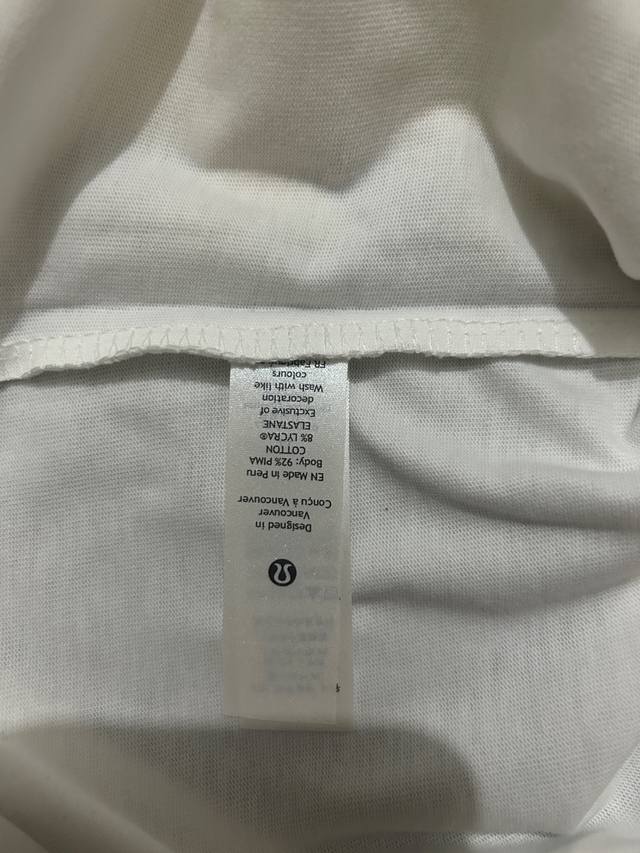 Designed in
Vancouver
Conçu à Vancouver
EN Made in Peru
Body: 92% PIMA
COTTON
8% LYCRA®
ELASTANE
Exclusive of
decoration
Wash with like
colours